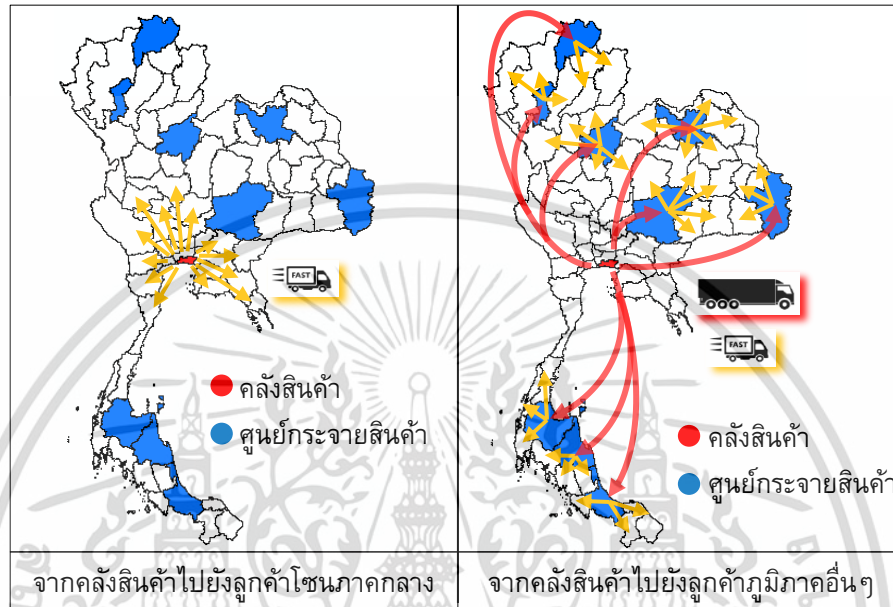 FAST
คลังสินค้า
ศูนย์กระจายสินค้า
จากคลังสินค้าไปยังลูกค้าโซนภาคกลาง
FAST
คลังสินค้า
ศูนย์กระจายสินค้า
จากคลังสินค้าไปยังลูกค้าภูมิภาคอื่นๆ